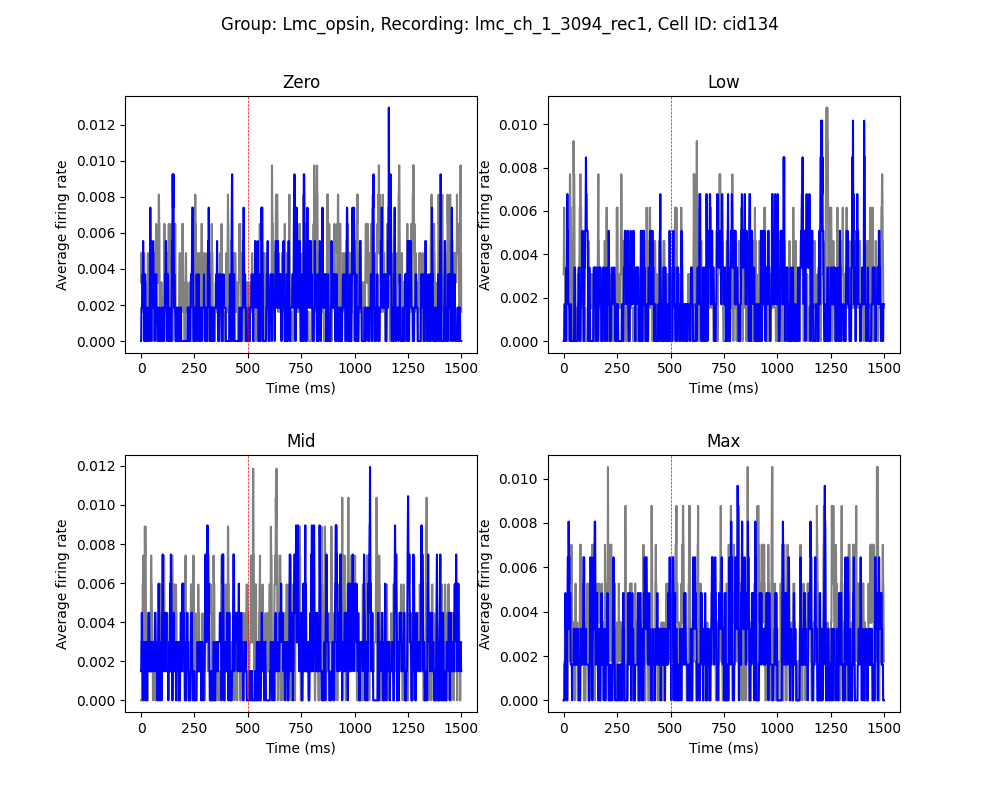 Group: Lmc_opsin, Recording: lmc_ch_1_3094_rec1, Cell ID: cid134
Zero
Low
Average firing rate
0.012
0.010
0.008
0.006
0.004
0.002
0.000
0 250 500 750 1000 1250 1500
Time (ms)
Average firing rate
0.010
0.008
0.006
0.004
0.002
0.000
0 250 500 750 1000 1250 1500
Time (ms)
Mid
Max
Average firing rate
0.012
0.010
0.008
0.006
0.004
0.002
0.000
0 250 500 750 1000 1250 1500
Time (ms)
Average firing rate
0.010
0.008
0.006
0.004
0.002
0.000
0 250 500 750 1000 1250 1500
Time (ms)